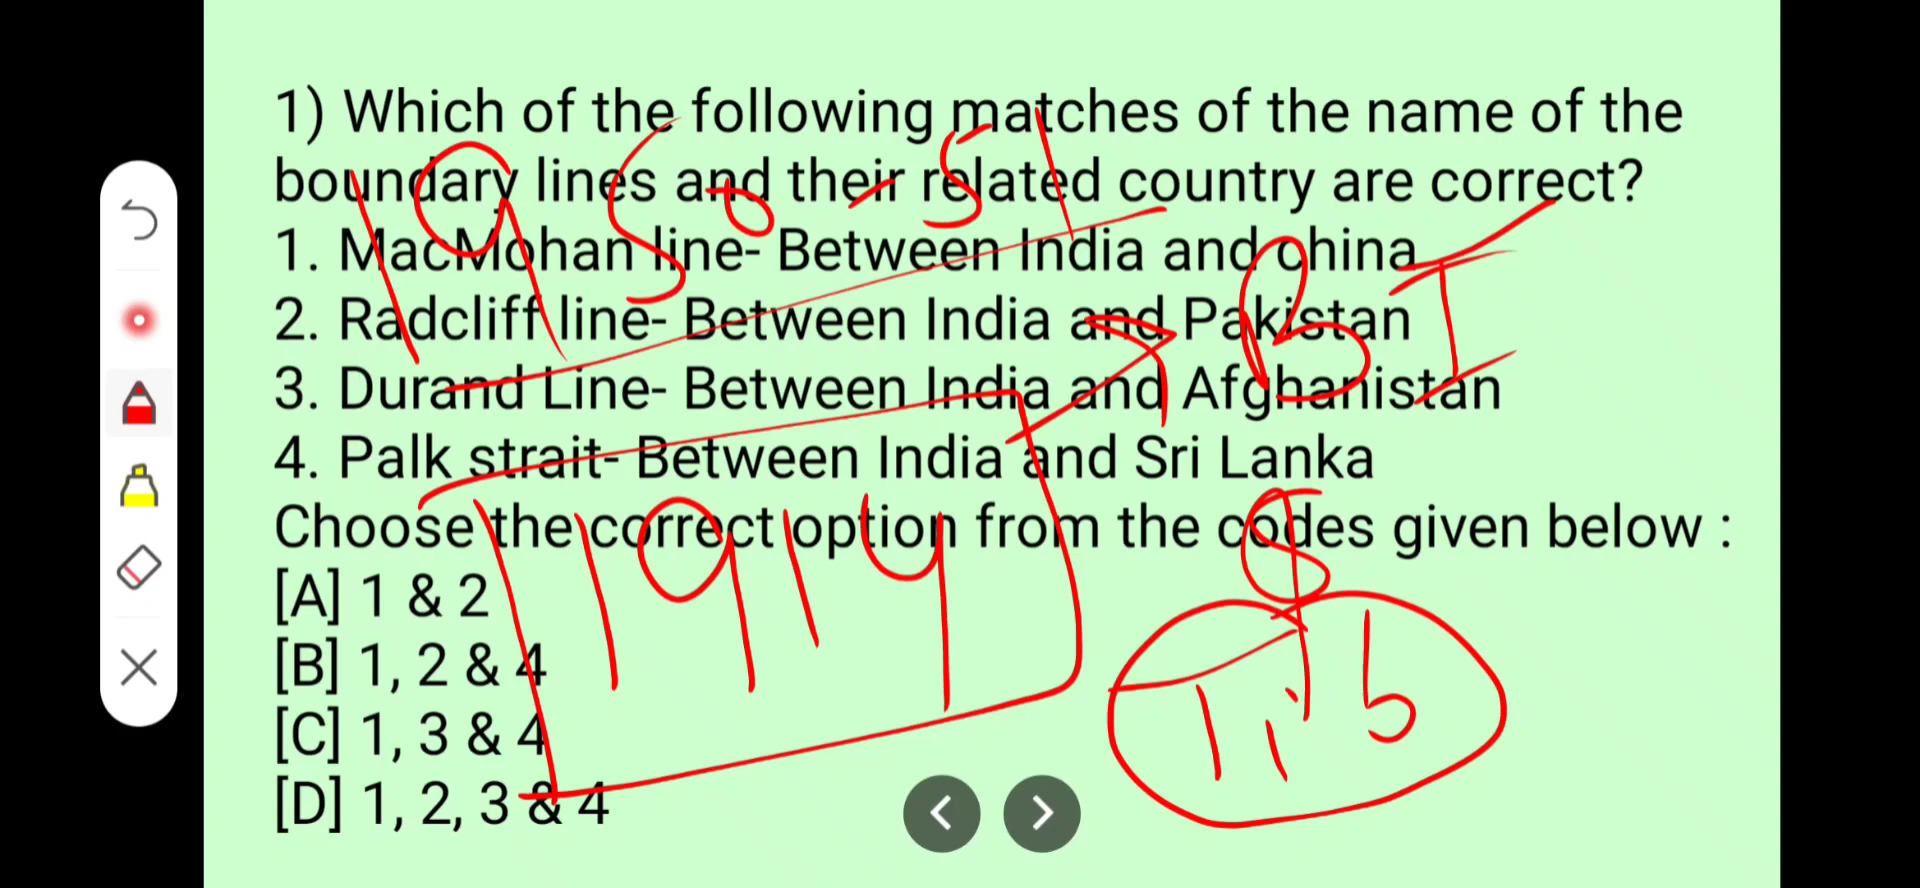 1) Which of the following matches of the name of the
boundary lines and their related country are correct?
1. MacMohan line- Between India and china
2. Radcliff line- Between India and Pakistan
3. Durand Line- Between India and Afghanistan
4. Palk strait- Between India and Sri Lanka
Choose the correct option from the codes given below :
[A] 1 & 2
[B] 1, 2 & 4
[C] 1, 3 & 4
[D] 1, 2, 3 & 4
1950-51
BI
1914